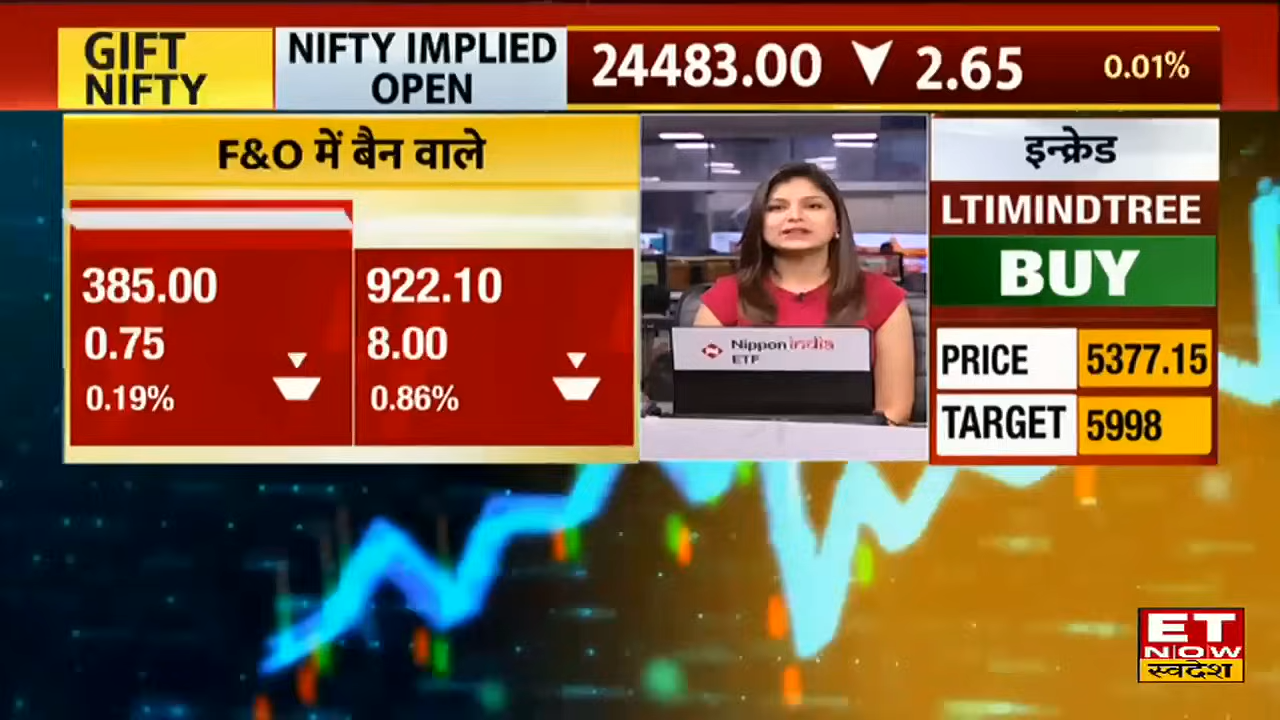 GIFT
NIFTY
NIFTY IMPLIED
OPEN
24483.00
2.65
0.01%
F&O में बैन वाले
385.00
0.75
0.19%
922.10
8.00
0.86%
Nippon india
ETF
इन्क्रेड
LTIMINDTREE
BUY
PRICE
5377.15
TARGET
5998
ET
NOW
स्वदेश